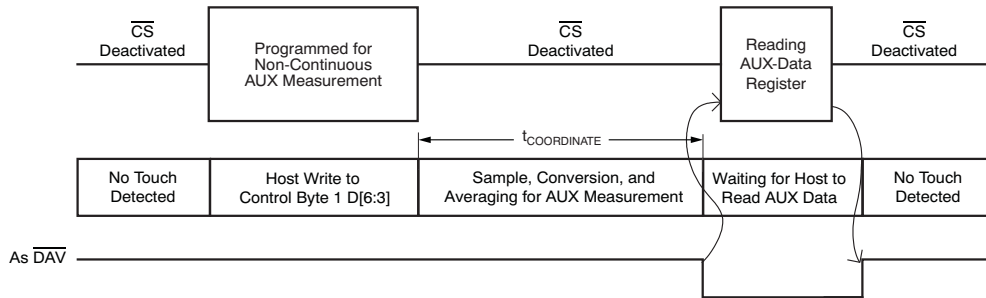 CS
Deactivated
Programmed for
Non-Continuous
AUX Measurement
CS
Deactivated
Reading
AUX-Data
Register
CS
Deactivated
tCOORDINATE
No Touch
Detected
Host Write to
Control Byte 1 D[6:3]
Sample, Conversion, and
Averaging for AUX Measurement
Waiting for Host to
Read AUX Data
No Touch
Detected
As DAV